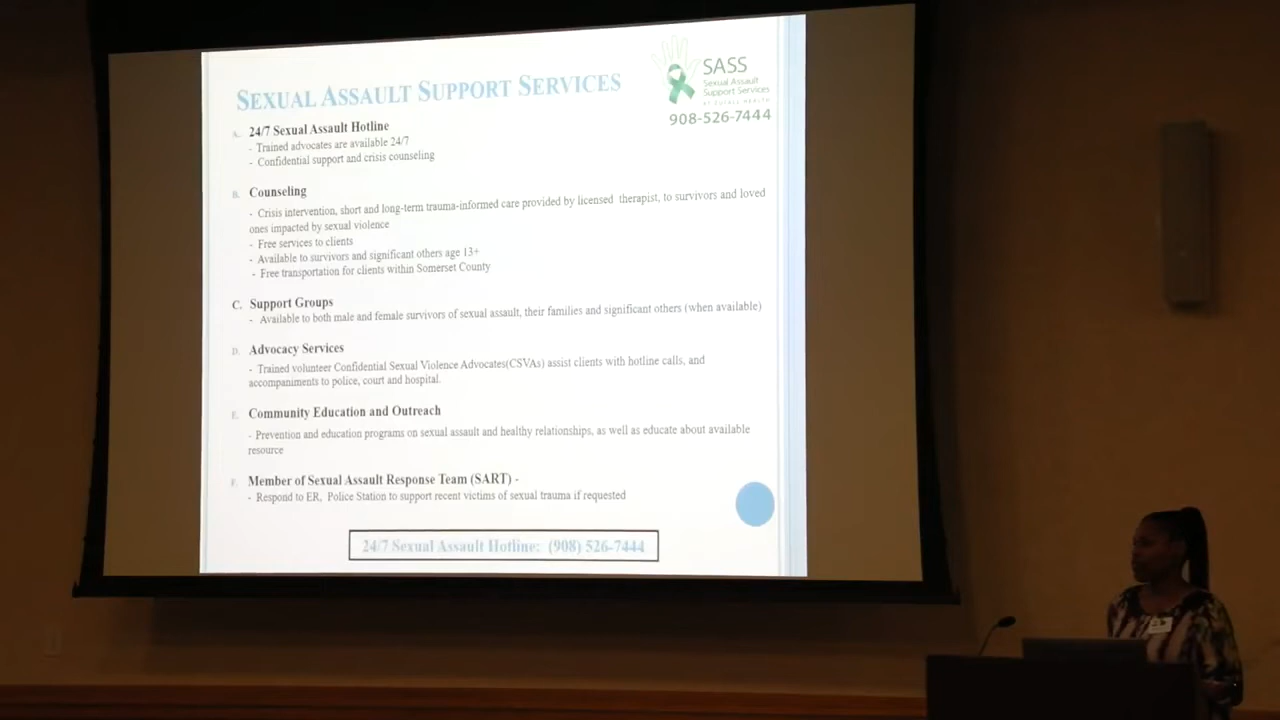 SEXUAL ASSAULT SUPPORT SERVICES
SASS
Sexual Assault
Support Services
908-526-7444
A. 24/7 Sexual Assault Hotline
- Trained advocates are available 24/7
- Confidential support and crisis counseling
B. Counseling
- Crisis intervention, short and long-term trauma-informed care provided by licensed therapist, to survivors and loved
ones impacted by sexual violence
- Free services to clients
- Available to survivors and significant others age 13+
- Free transportation for clients within Somerset County
C. Support Groups
- Available to both male and female survivors of sexual assault, their families and significant others (when available)
D. Advocacy Services
- Trained volunteer Confidential Sexual Violence Advocates(CSVAs) assist clients with hotline calls, and
accompaniments to police, court and hospital.
E. Community Education and Outreach
- Prevention and education programs on sexual assault and healthy relationships, as well as educate about available
resource
F. Member of Sexual Assault Response Team (SART) -
- Respond to ER, Police Station to support recent victims of sexual trauma if requested
24/7 Sexual Assault Hotline: (908) 526-7444